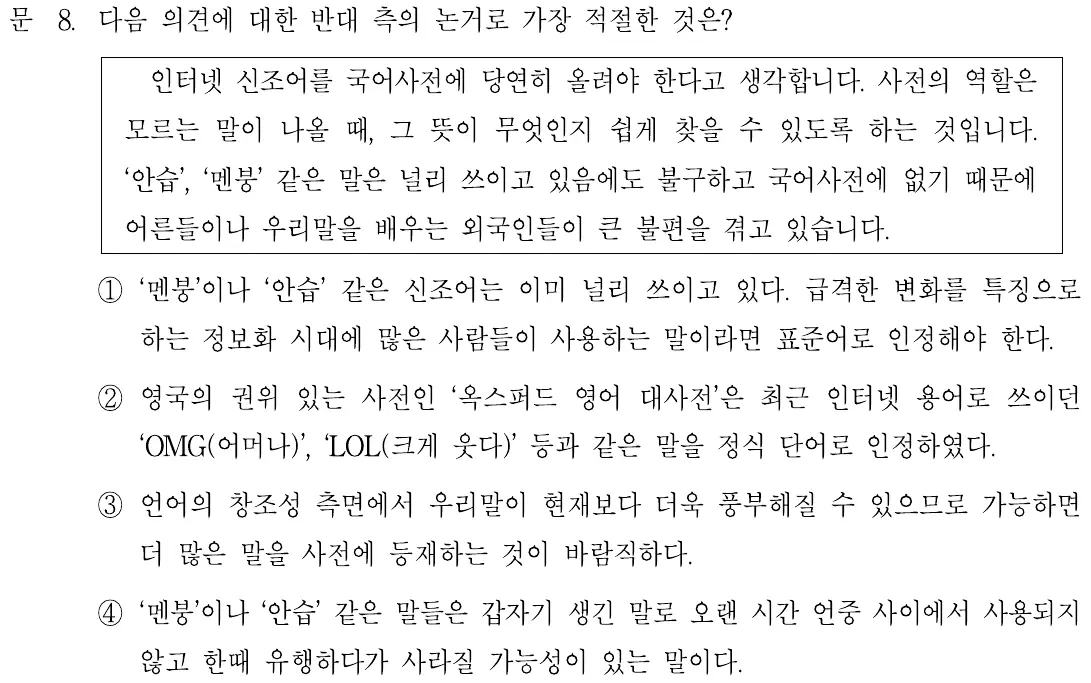 문 8. 다음 의견에 대한 반대 측의 논거로 가장 적절한 것은?
인터넷 신조어를 국어사전에 당연히 올려야 한다고 생각합니다. 사전의 역할은
모르는 말이 나올 때, 그 뜻이 무엇인지 쉽게 찾을 수 있도록 하는 것입니다.
‘안습’, ‘멘붕’ 같은 말은 널리 쓰이고 있음에도 불구하고 국어사전에 없기 때문에
어른들이나 우리말을 배우는 외국인들이 큰 불편을 겪고 있습니다.
① ‘멘붕’이나 ‘안습’ 같은 신조어는 이미 널리 쓰이고 있다. 급격한 변화를 특징으로
하는 정보화 시대에 많은 사람들이 사용하는 말이라면 표준어로 인정해야 한다.
② 영국의 권위 있는 사전인 ‘옥스퍼드 영어 대사전’은 최근 인터넷 용어로 쓰이던
‘OMG(어머나)’, ‘LOL(크게 웃다)’ 등과 같은 말을 정식 단어로 인정하였다.
③ 언어의 창조성 측면에서 우리말이 현재보다 더욱 풍부해질 수 있으므로 가능하면
더 많은 말을 사전에 등재하는 것이 바람직하다.
④ ‘멘붕’이나 ‘안습’ 같은 말들은 갑자기 생긴 말로 오랜 시간 언중 사이에서 사용되지
않고 한때 유행하다가 사라질 가능성이 있는 말이다.